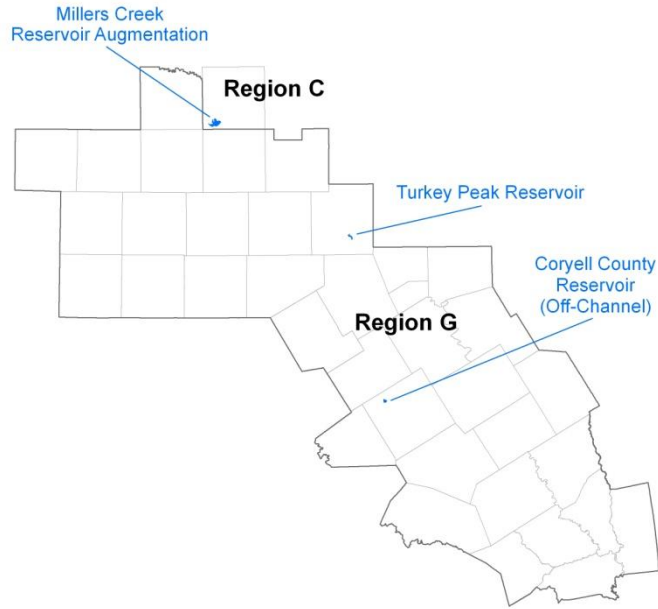 Millers Creek
Reservoir Augmentation
Region C
Turkey Peak Reservoir
Coryell County
Reservoir
(Off-Channel)
Region G